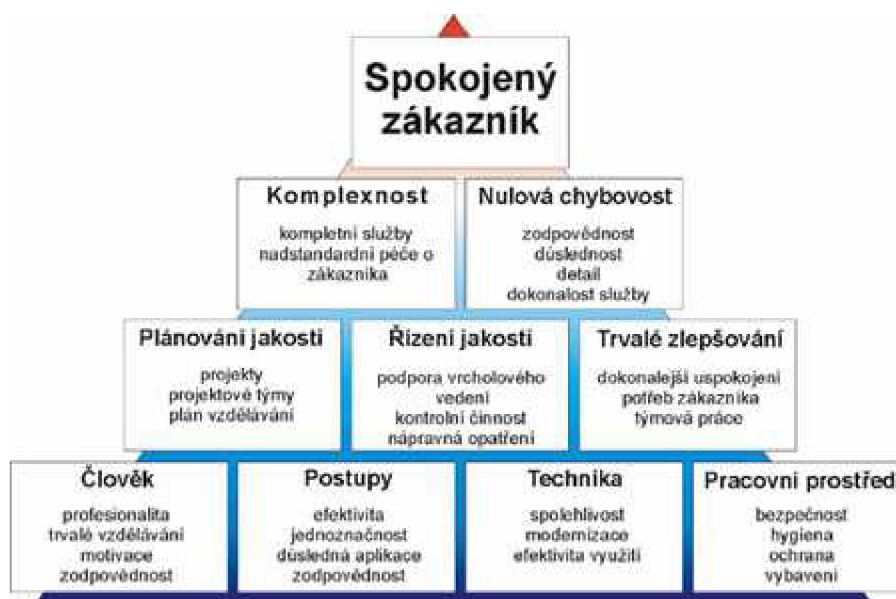 Spokojený
zákazník
Komplexnost
kompletní služby
nadstandardní péče o
zákazníka
Nulová chybovost
zodpovědnost
důslednost
detail
dokonalost služby
Plánování jakosti
projekty
projektové týmy
plán vzdělávání
Řízení jakosti
podpora vrcholového
vedení
kontrolní činnost
nápravná opatření
Trvalé zlepšování
dokonalejší uspokojení
potřeb zákazníka
týmová práce
Člověk
profesionalita
trvalé vzdělávání
motivace
zodpovědnost
Postupy
efektivita
jednoznačnost
důsledná aplikace
zodpovědnost
Technika
spolehlivost
modernizace
efektivita využití
Pracovní prostřed
bezpečnost
hygiena
ochrana
vybavení